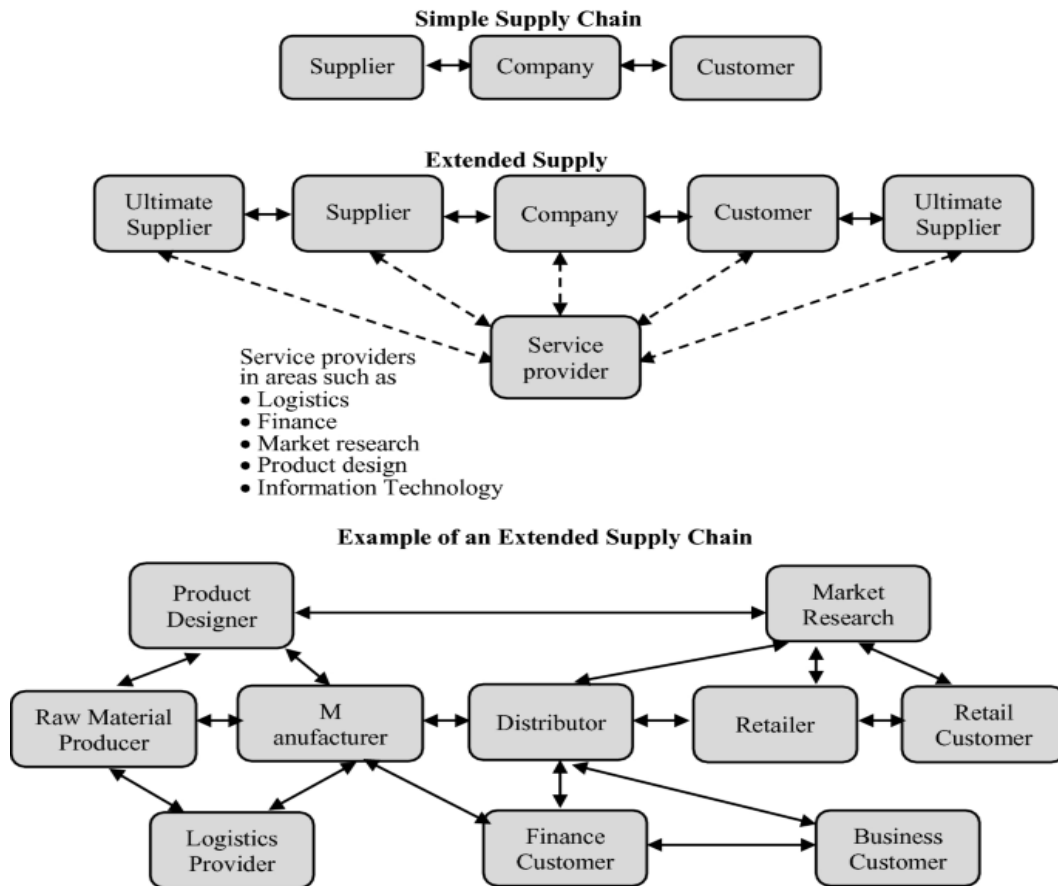 Simple Supply Chain
Supplier
Company
Customer
Extended Supply
Ultimate
Supplier
Supplier
Company
Customer
Ultimate
Supplier
Service
provider
Service providers
in areas such as
• Logistics
• Finance
• Market research
• Product design
• Information Technology
Example of an Extended Supply Chain
Product
Designer
Market
Research
Raw Material
Producer
M
anufacturer
Distributor
Retailer
Retail
Customer
Logistics
Provider
Finance
Customer
Business
Customer